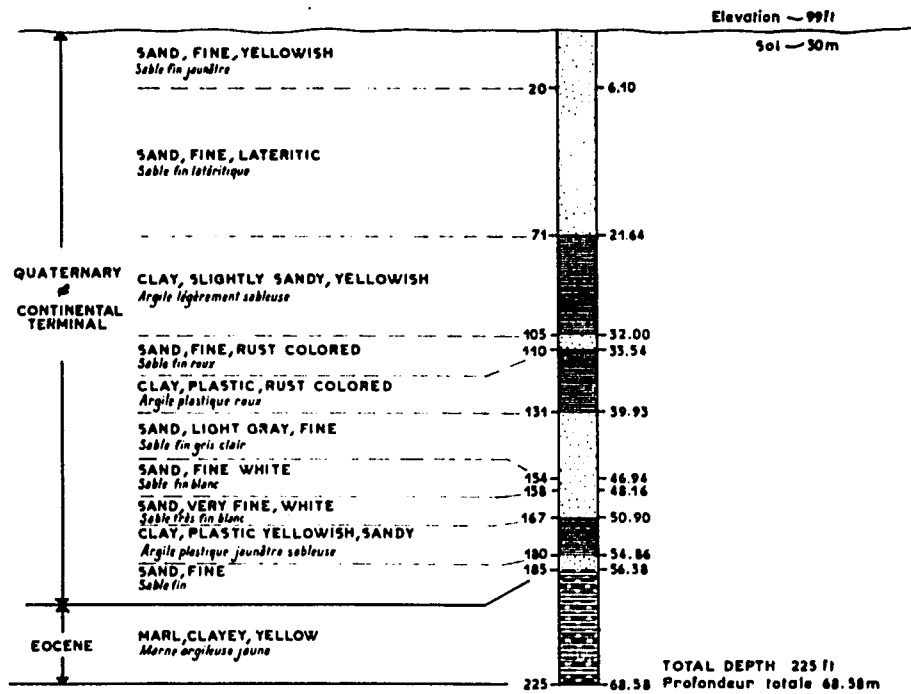 Elevation ~ 99ft
Sol ~ 30m
SAND, FINE, YELLOWISH
Sable fin jaunâtre
20 6.10
SAND, FINE, LATERITIC
Sable fin latéritique
71 21.64
QUATERNARY
&
CONTINENTAL
TERMINAL
CLAY, SLIGHTLY SANDY, YELLOWISH
Argile légèrement sableuse
105 32.00
SAND, FINE, RUST COLORED
Sable fin roux
110 33.54
CLAY, PLASTIC, RUST COLORED
Argile plastique roux
131 39.93
SAND, LIGHT GRAY, FINE
Sable fin gris clair
154 46.94
SAND, FINE WHITE
Sable fin blanc
158 48.16
SAND, VERY FINE, WHITE
Sable très fin blanc
167 50.90
CLAY, PLASTIC YELLOWISH, SANDY
Argile plastique jaunâtre sableuse
180 54.86
SAND, FINE
Sable fin
185 56.38
EOCENE
MARL, CLAYEY, YELLOW
Marne argileuse jaune
225 68.58
TOTAL DEPTH 225 ft
Profondeur totale 68.58m